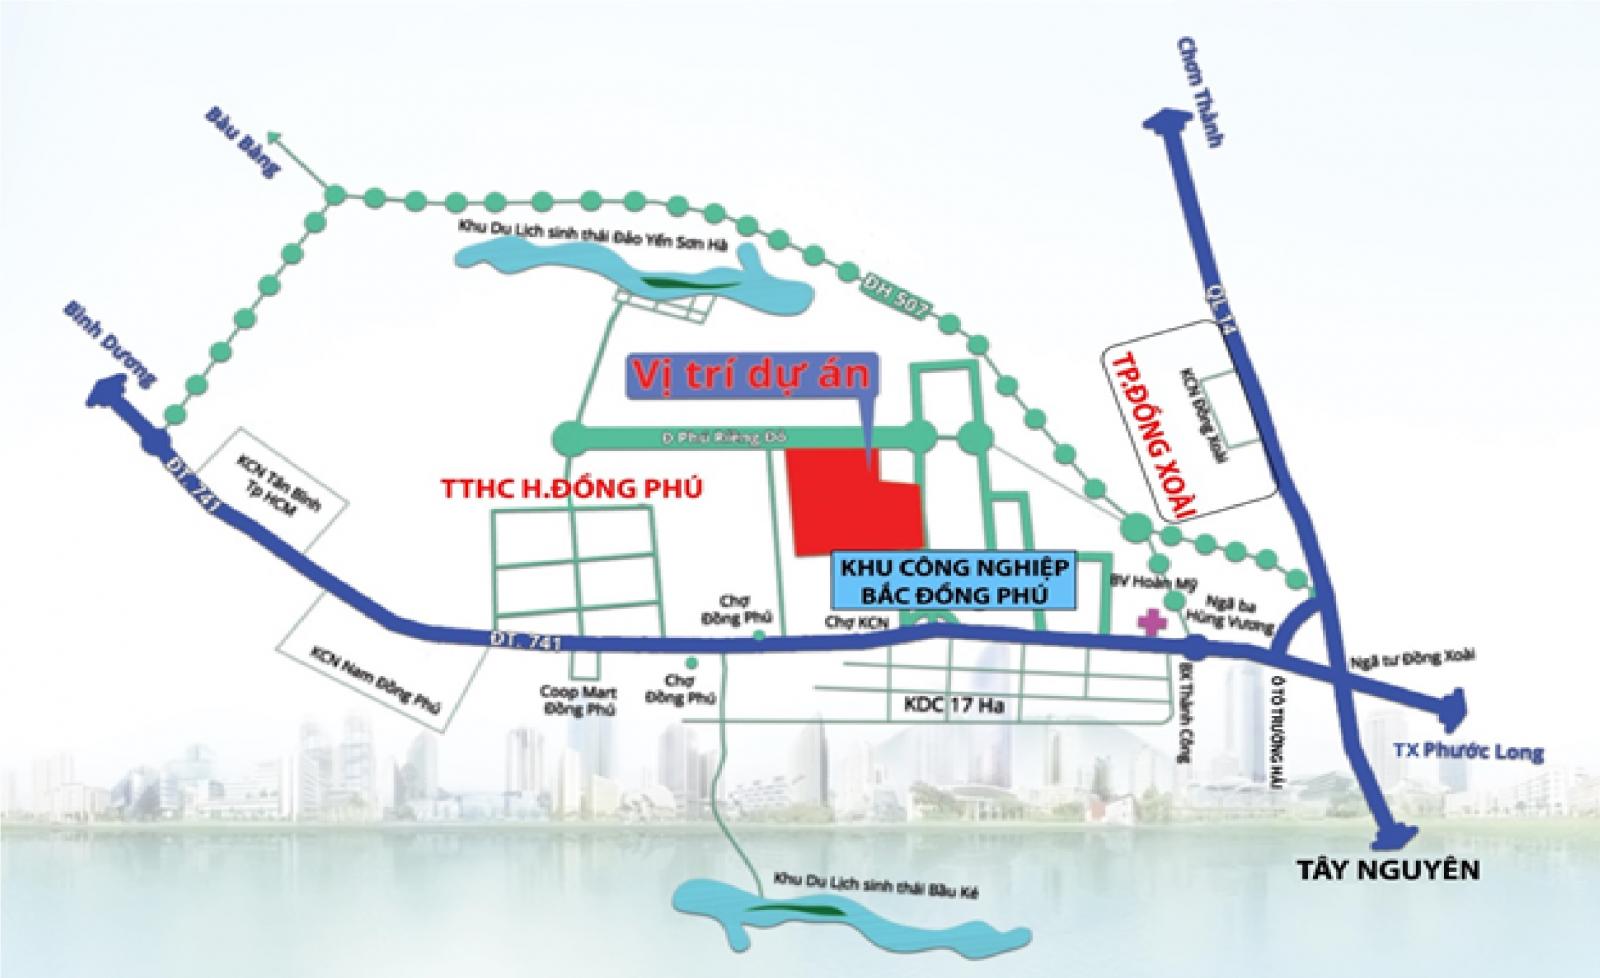 Chơn Thành
Bàu Bàng
Khu Du Lịch sinh thái Đảo Yến Sơn Hà
ĐH 507
QL 14
Bình Dương
Vị trí dự án
TP.ĐỒNG XOÀI
KCN Đồng Xoài
Đ Phú Riềng Đỏ
KCN Tân Bình
Tp HCM
ĐT. 741
TTHC H.ĐỒNG PHÚ
KHU CÔNG NGHIỆP
BẮC ĐỒNG PHÚ
BV Hoàn Mỹ
Ngã ba
Hùng Vương
Chợ
Đồng Phú
Chợ KCN
ĐT. 741
Ngã tư Đồng Xoài
KCN Nam Đồng Phú
Coop Mart
Đồng Phú
Chợ
Đồng Phú
KDC 17 Ha
BX Thành Công
Ô TÔ TRƯỜNG HẢI
TX Phước Long
TÂY NGUYÊN
Khu Du Lịch sinh thái Bầu Ké